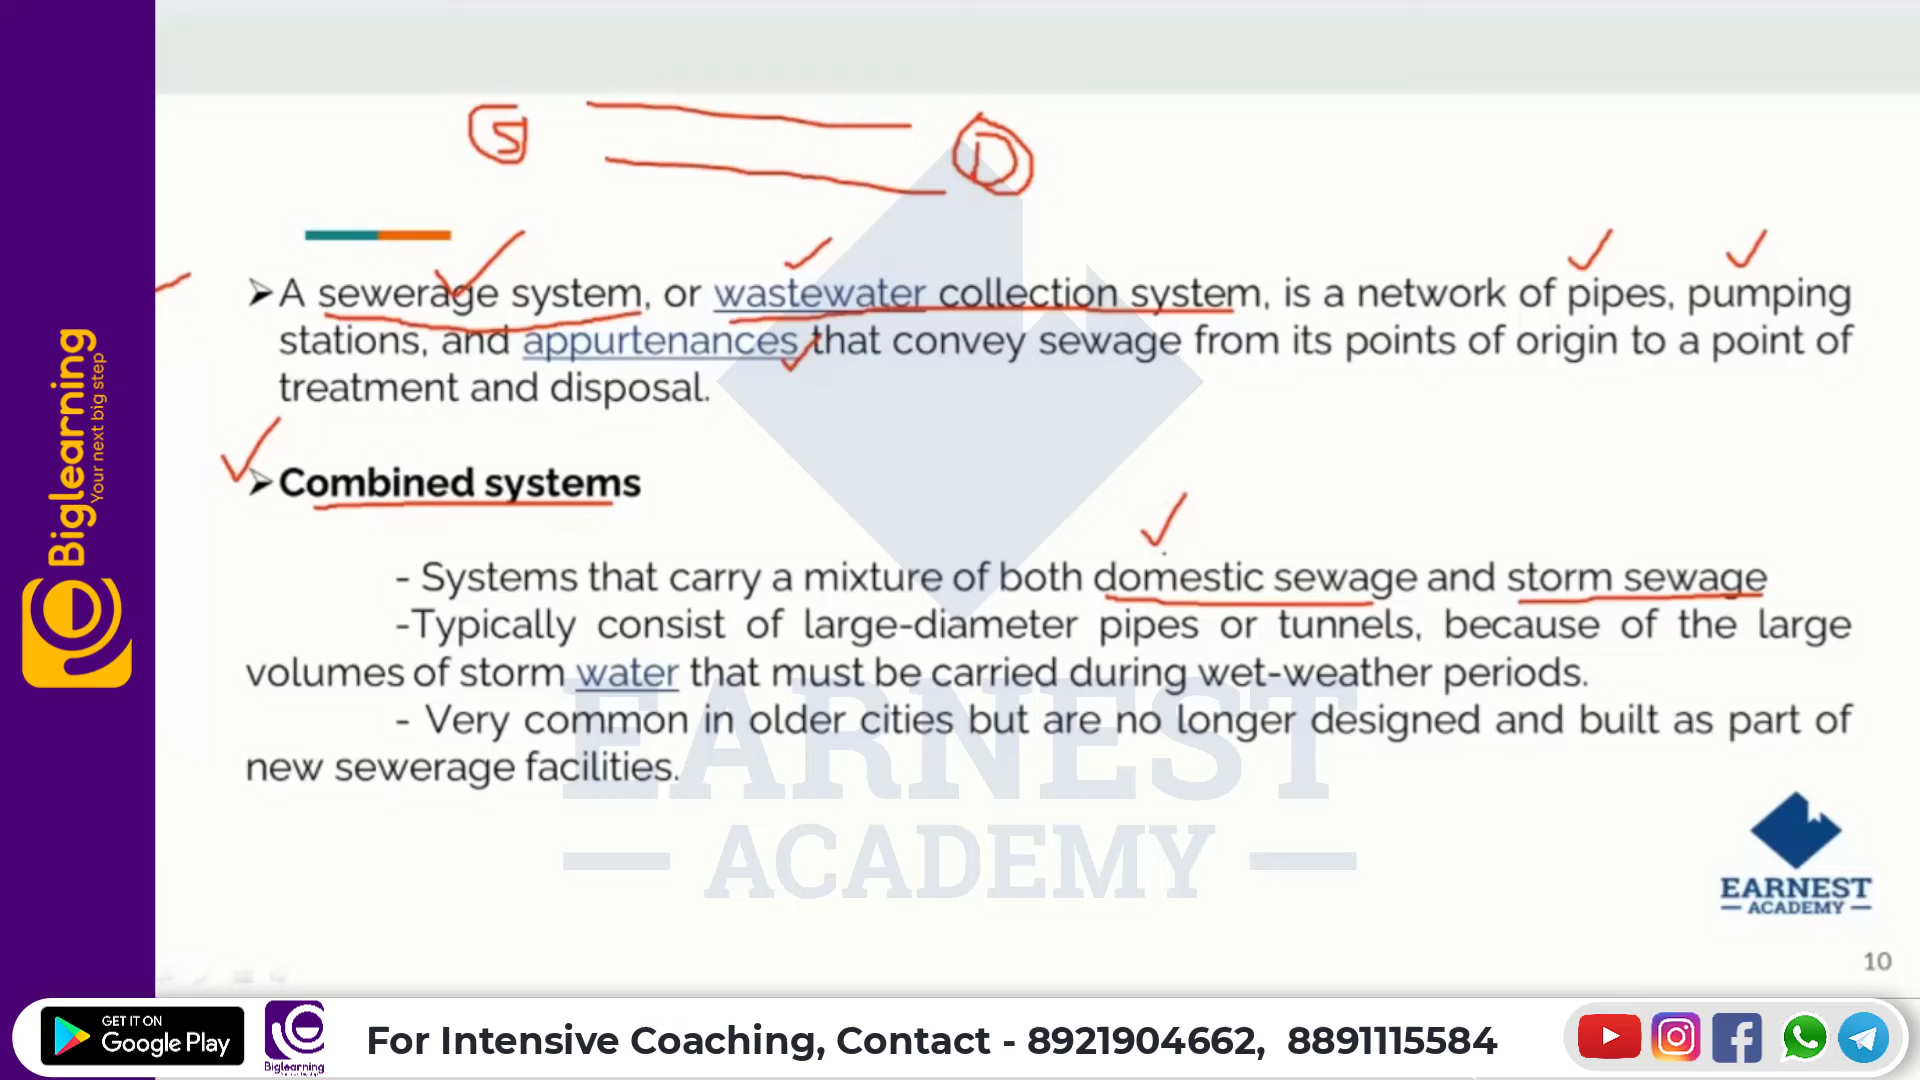 S D
➢A sewerage system, or wastewater collection system, is a network of pipes, pumping
stations, and appurtenances that convey sewage from its points of origin to a point of
treatment and disposal.
➢Combined systems
- Systems that carry a mixture of both domestic sewage and storm sewage
-Typically consist of large-diameter pipes or tunnels, because of the large
volumes of storm water that must be carried during wet-weather periods.
- Very common in older cities but are no longer designed and built as part of
new sewerage facilities.
EARNEST
ACADEMY
EARNEST
ACADEMY
10
Biglearning
Your next big step
GET IT ON
Google Play
Biglearning
For Intensive Coaching, Contact - 8921904662, 8891115584